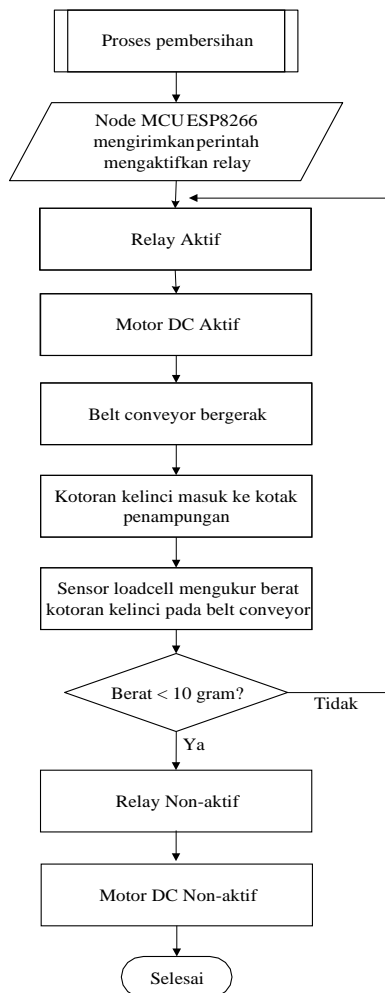 Proses pembersihan
Node MCU ESP8266
mengirimkan perintah
mengaktifkan relay
Relay Aktif
Motor DC Aktif
Belt conveyor bergerak
Kotoran kelinci masuk ke kotak
penampungan
Sensor loadcell mengukur berat
kotoran kelinci pada belt conveyor
Berat < 10 gram?
Tidak
Ya
Relay Non-aktif
Motor DC Non-aktif
Selesai